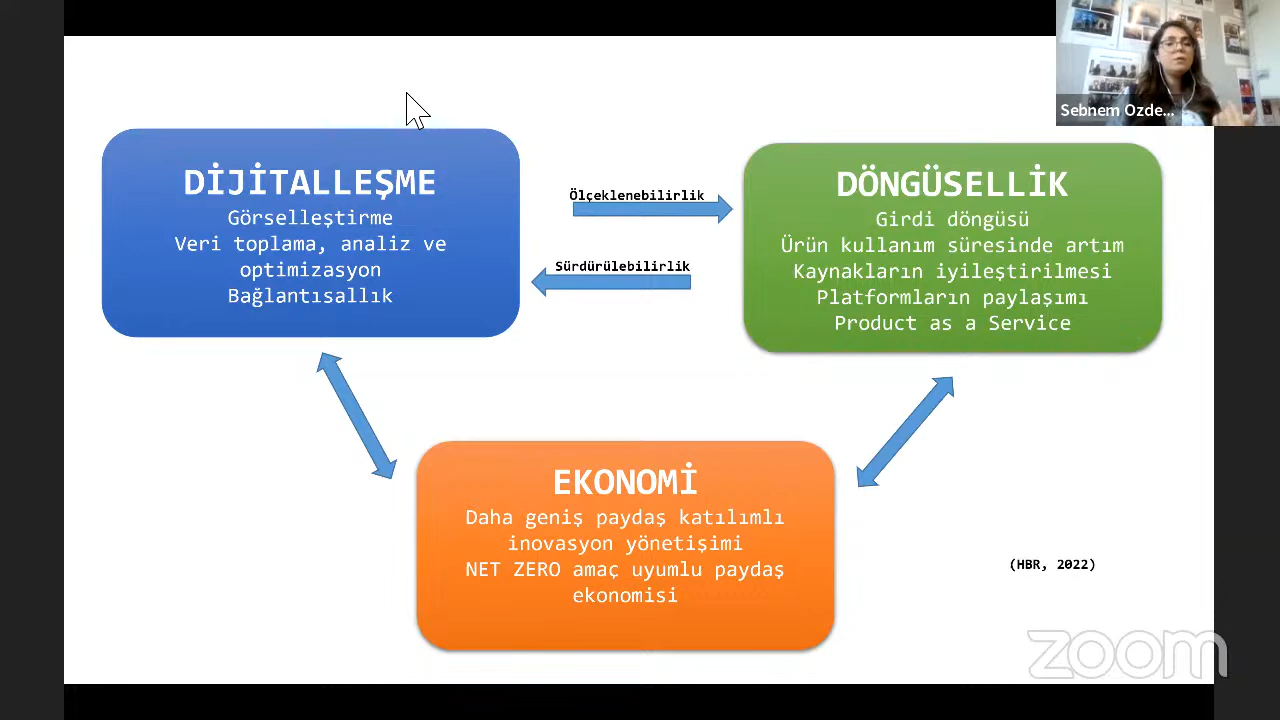 Sebnem Ozde...
DİJİTALLEŞME
Görselleştirme
Veri toplama, analiz ve
optimizasyon
Bağlantısallık
Ölçeklenebilirlik
Sürdürülebilirlik
DÖNGÜSELLİK
Girdi döngüsü
Ürün kullanım süresinde artım
Kaynakların iyileştirilmesi
Platformların paylaşımı
Product as a Service
EKONOMİ
Daha geniş paydaş katılımlı
inovasyon yönetişimi
NET ZERO amaç uyumlu paydaş
ekonomisi
(HBR, 2022)
zoom